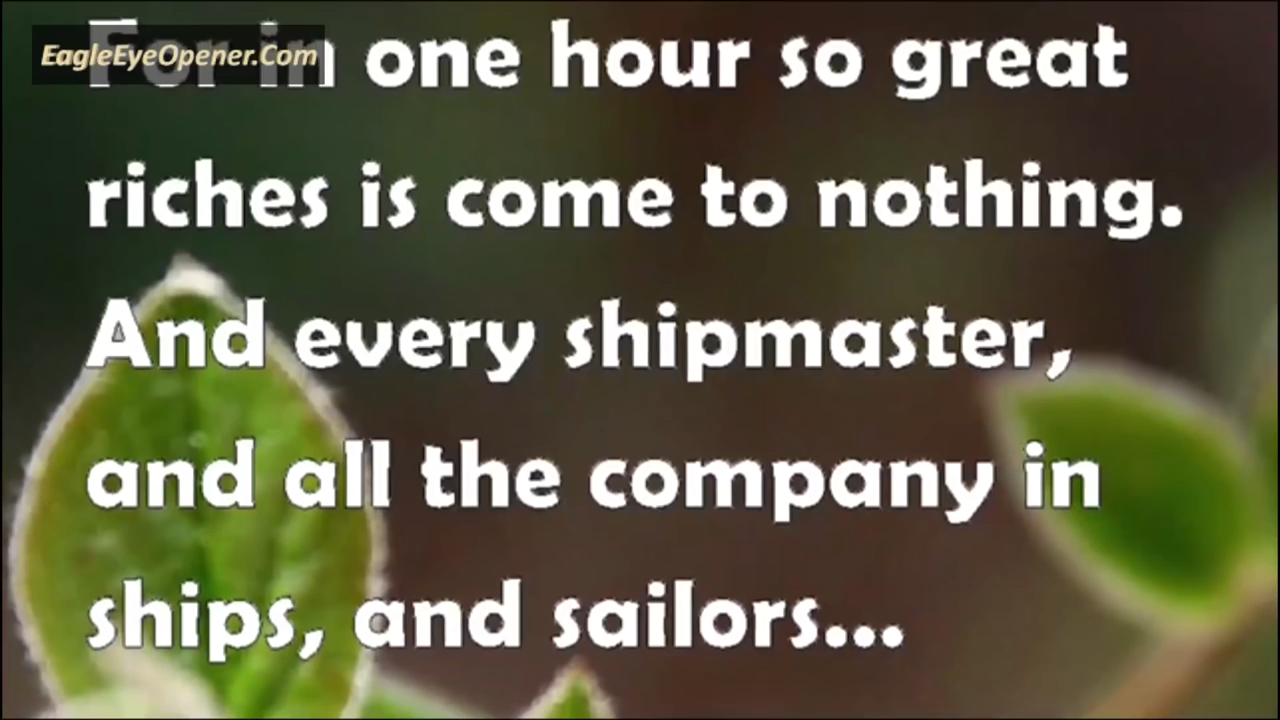 EagleEyeOpener.Com
For in one hour so great
riches is come to nothing.
And every shipmaster,
and all the company in
ships, and sailors...